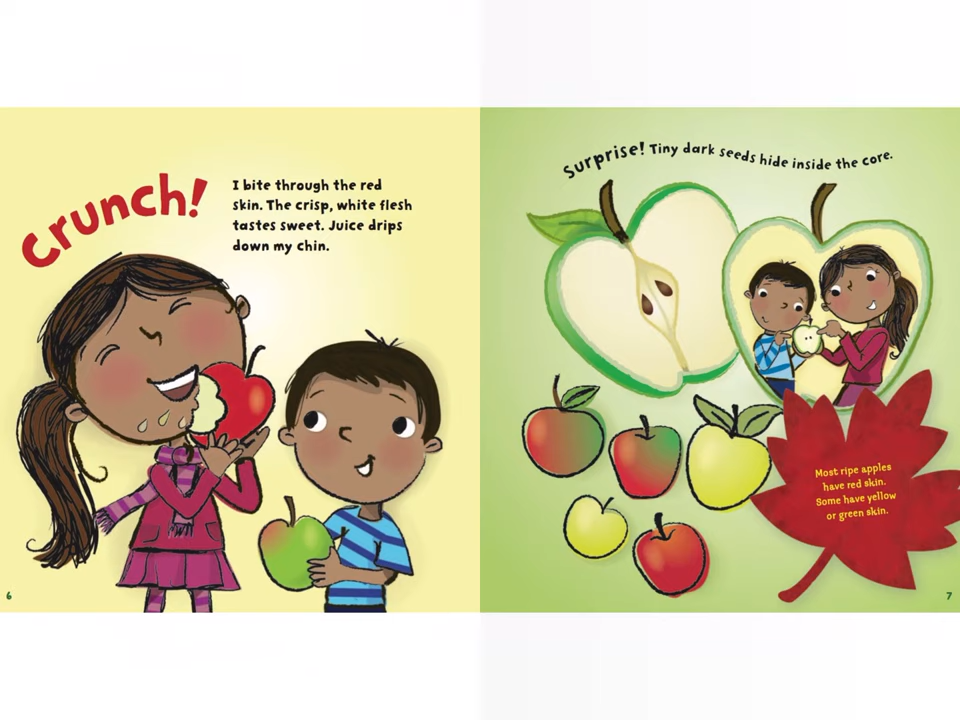 Crunch!
I bite through the red
skin. The crisp, white flesh
tastes sweet. Juice drips
down my chin.
6
Surprise! Tiny dark seeds hide inside the core.
Most ripe apples
have red skin.
Some have yellow
or green skin.
7